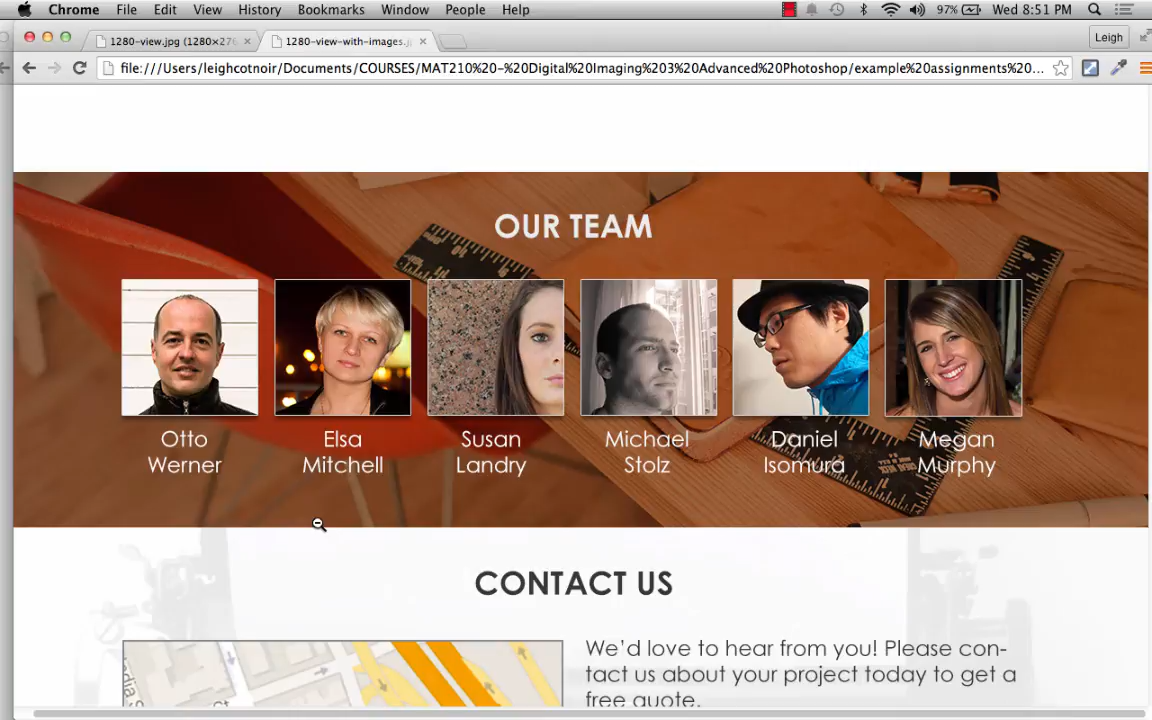 Chrome File Edit View History Bookmarks Window People Help 97% Wed 8:51 PM
1280-view.jpg (1280×276 1280-view-with-images.j Leigh
file:///Users/leighcotnoir/Documents/COURSES/MAT210%20-%20Digital%20Imaging%203%20Advanced%20Photoshop/example%20assignments%20...
OUR TEAM
Otto
Werner
Elsa
Mitchell
Susan
Landry
Michael
Stolz
Daniel
Isomura
Megan
Murphy
CONTACT US
We'd love to hear from you! Please con-
tact us about your project today to get a
free quote.